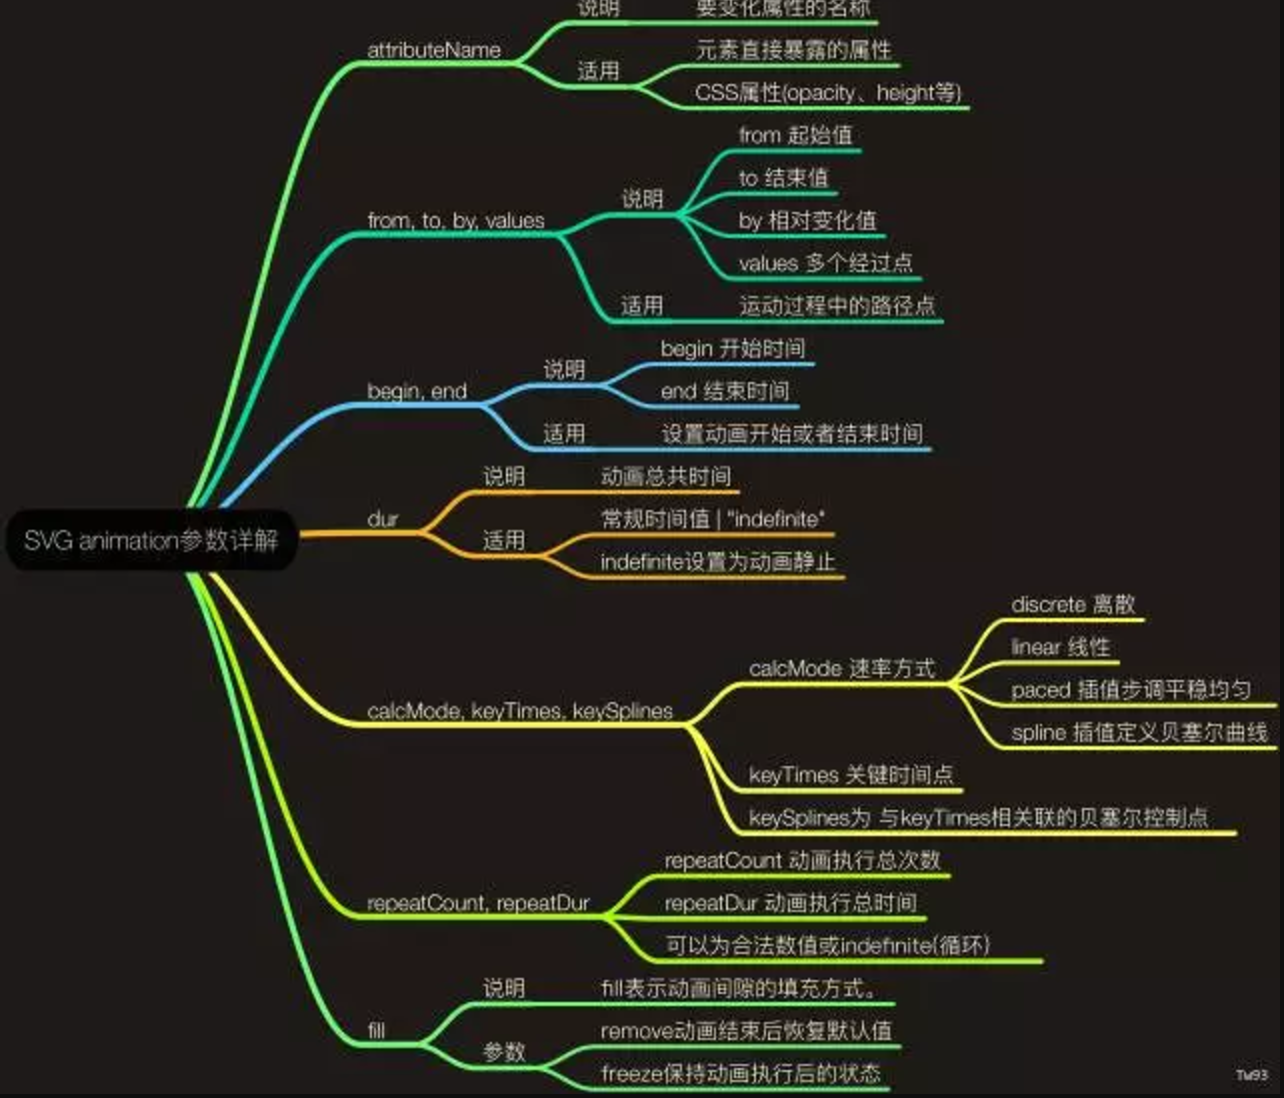 说明
要变化属性的名称
attributeName
适用
元素直接暴露的属性
CSS属性(opacity、height等)
from, to, by, values
说明
from 起始值
to 结束值
by 相对变化值
values 多个经过点
适用
运动过程中的路径点
begin, end
说明
begin 开始时间
end 结束时间
适用
设置动画开始或者结束时间
dur
说明
动画总共时间
适用
常规时间值 | "indefinite"
indefinite设置为动画静止
SVG animation参数详解
calcMode, keyTimes, keySplines
calcMode 速率方式
discrete 离散
linear 线性
paced 插值步调平稳均匀
spline 插值定义贝塞尔曲线
keyTimes 关键时间点
keySplines为 与keyTimes相关联的贝塞尔控制点
repeatCount, repeatDur
repeatCount 动画执行总次数
repeatDur 动画执行总时间
可以为合法数值或indefinite(循环)
fill
说明
fill表示动画间隙的填充方式。
参数
remove动画结束后恢复默认值
freeze保持动画执行后的状态
Tw93